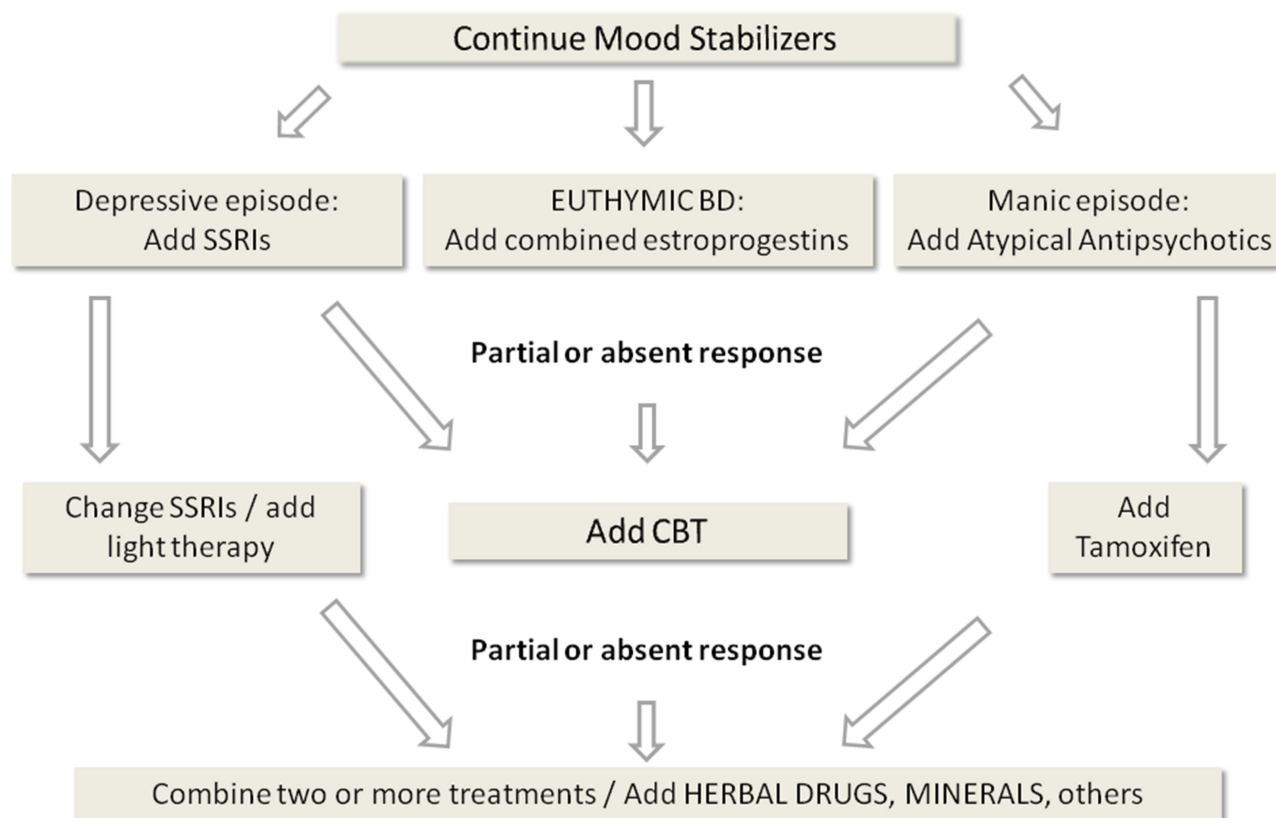 Continue Mood Stabilizers
Depressive episode:
Add SSRIs
EUTHYMIC BD:
Add combined estroprogestins
Manic episode:
Add Atypical Antipsychotics
Partial or absent response
Change SSRIs / add
light therapy
Add CBT
Add
Tamoxifen
Partial or absent response
Combine two or more treatments / Add HERBAL DRUGS, MINERALS, others